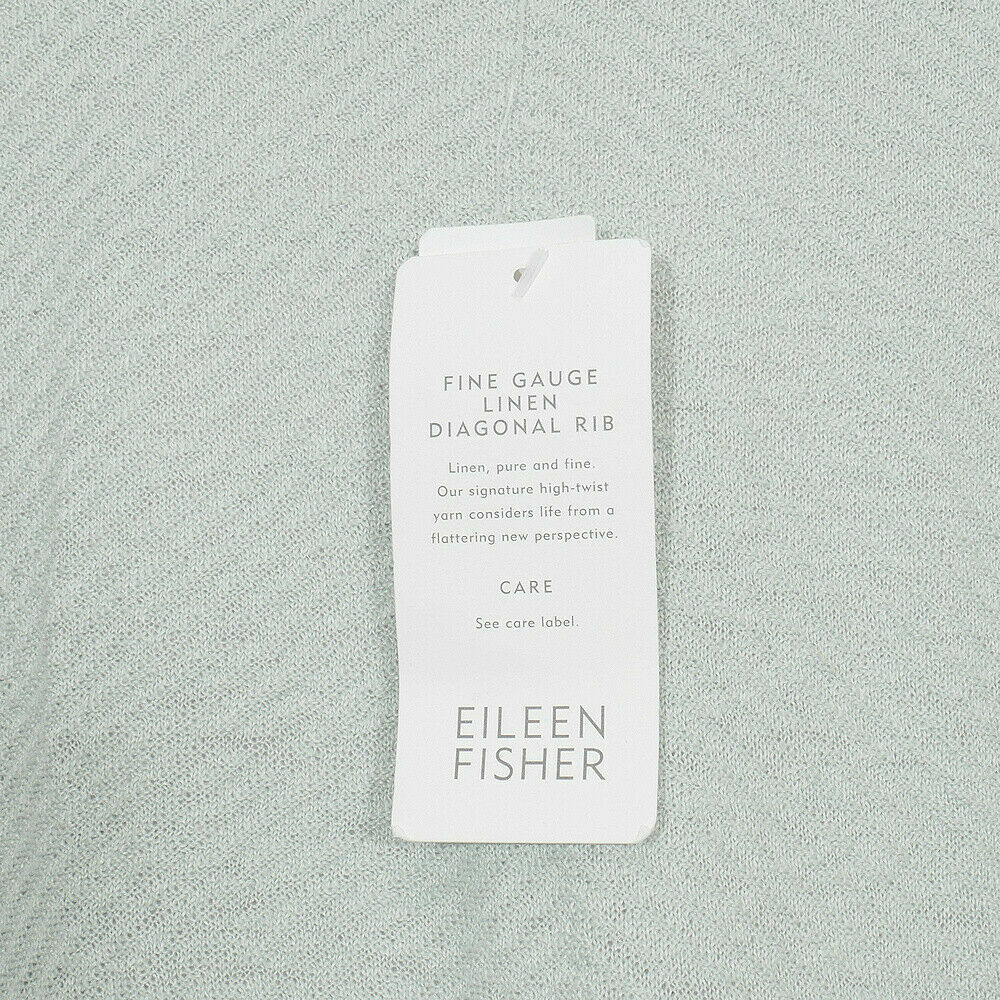 FINE GAUGE
LINEN
DIAGONAL RIB
Linen, pure and fine.
Our signature high-twist
yarn considers life from a
flattering new perspective.
CARE
See care label.
EILEEN
FISHER